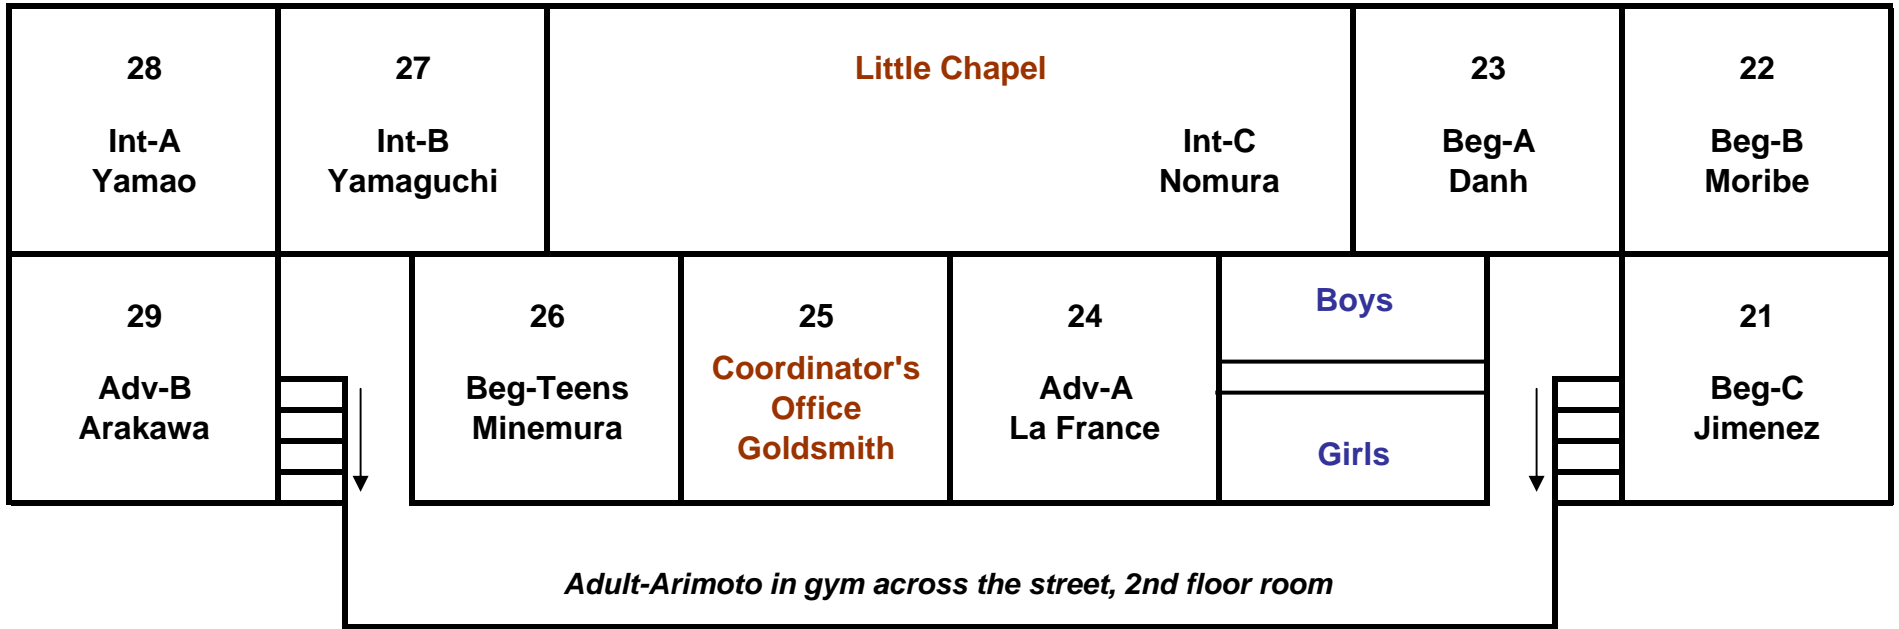 28
Int-A
Yamao
27
Int-B
Yamaguchi
Little Chapel
Int-C
Nomura
23
Beg-A
Danh
22
Beg-B
Moribe
29
Adv-B
Arakawa
26
Beg-Teens
Minemura
25
Coordinator's
Office
Goldsmith
24
Adv-A
La France
Boys
Girls
21
Beg-C
Jimenez
Adult-Arimoto in gym across the street, 2nd floor room